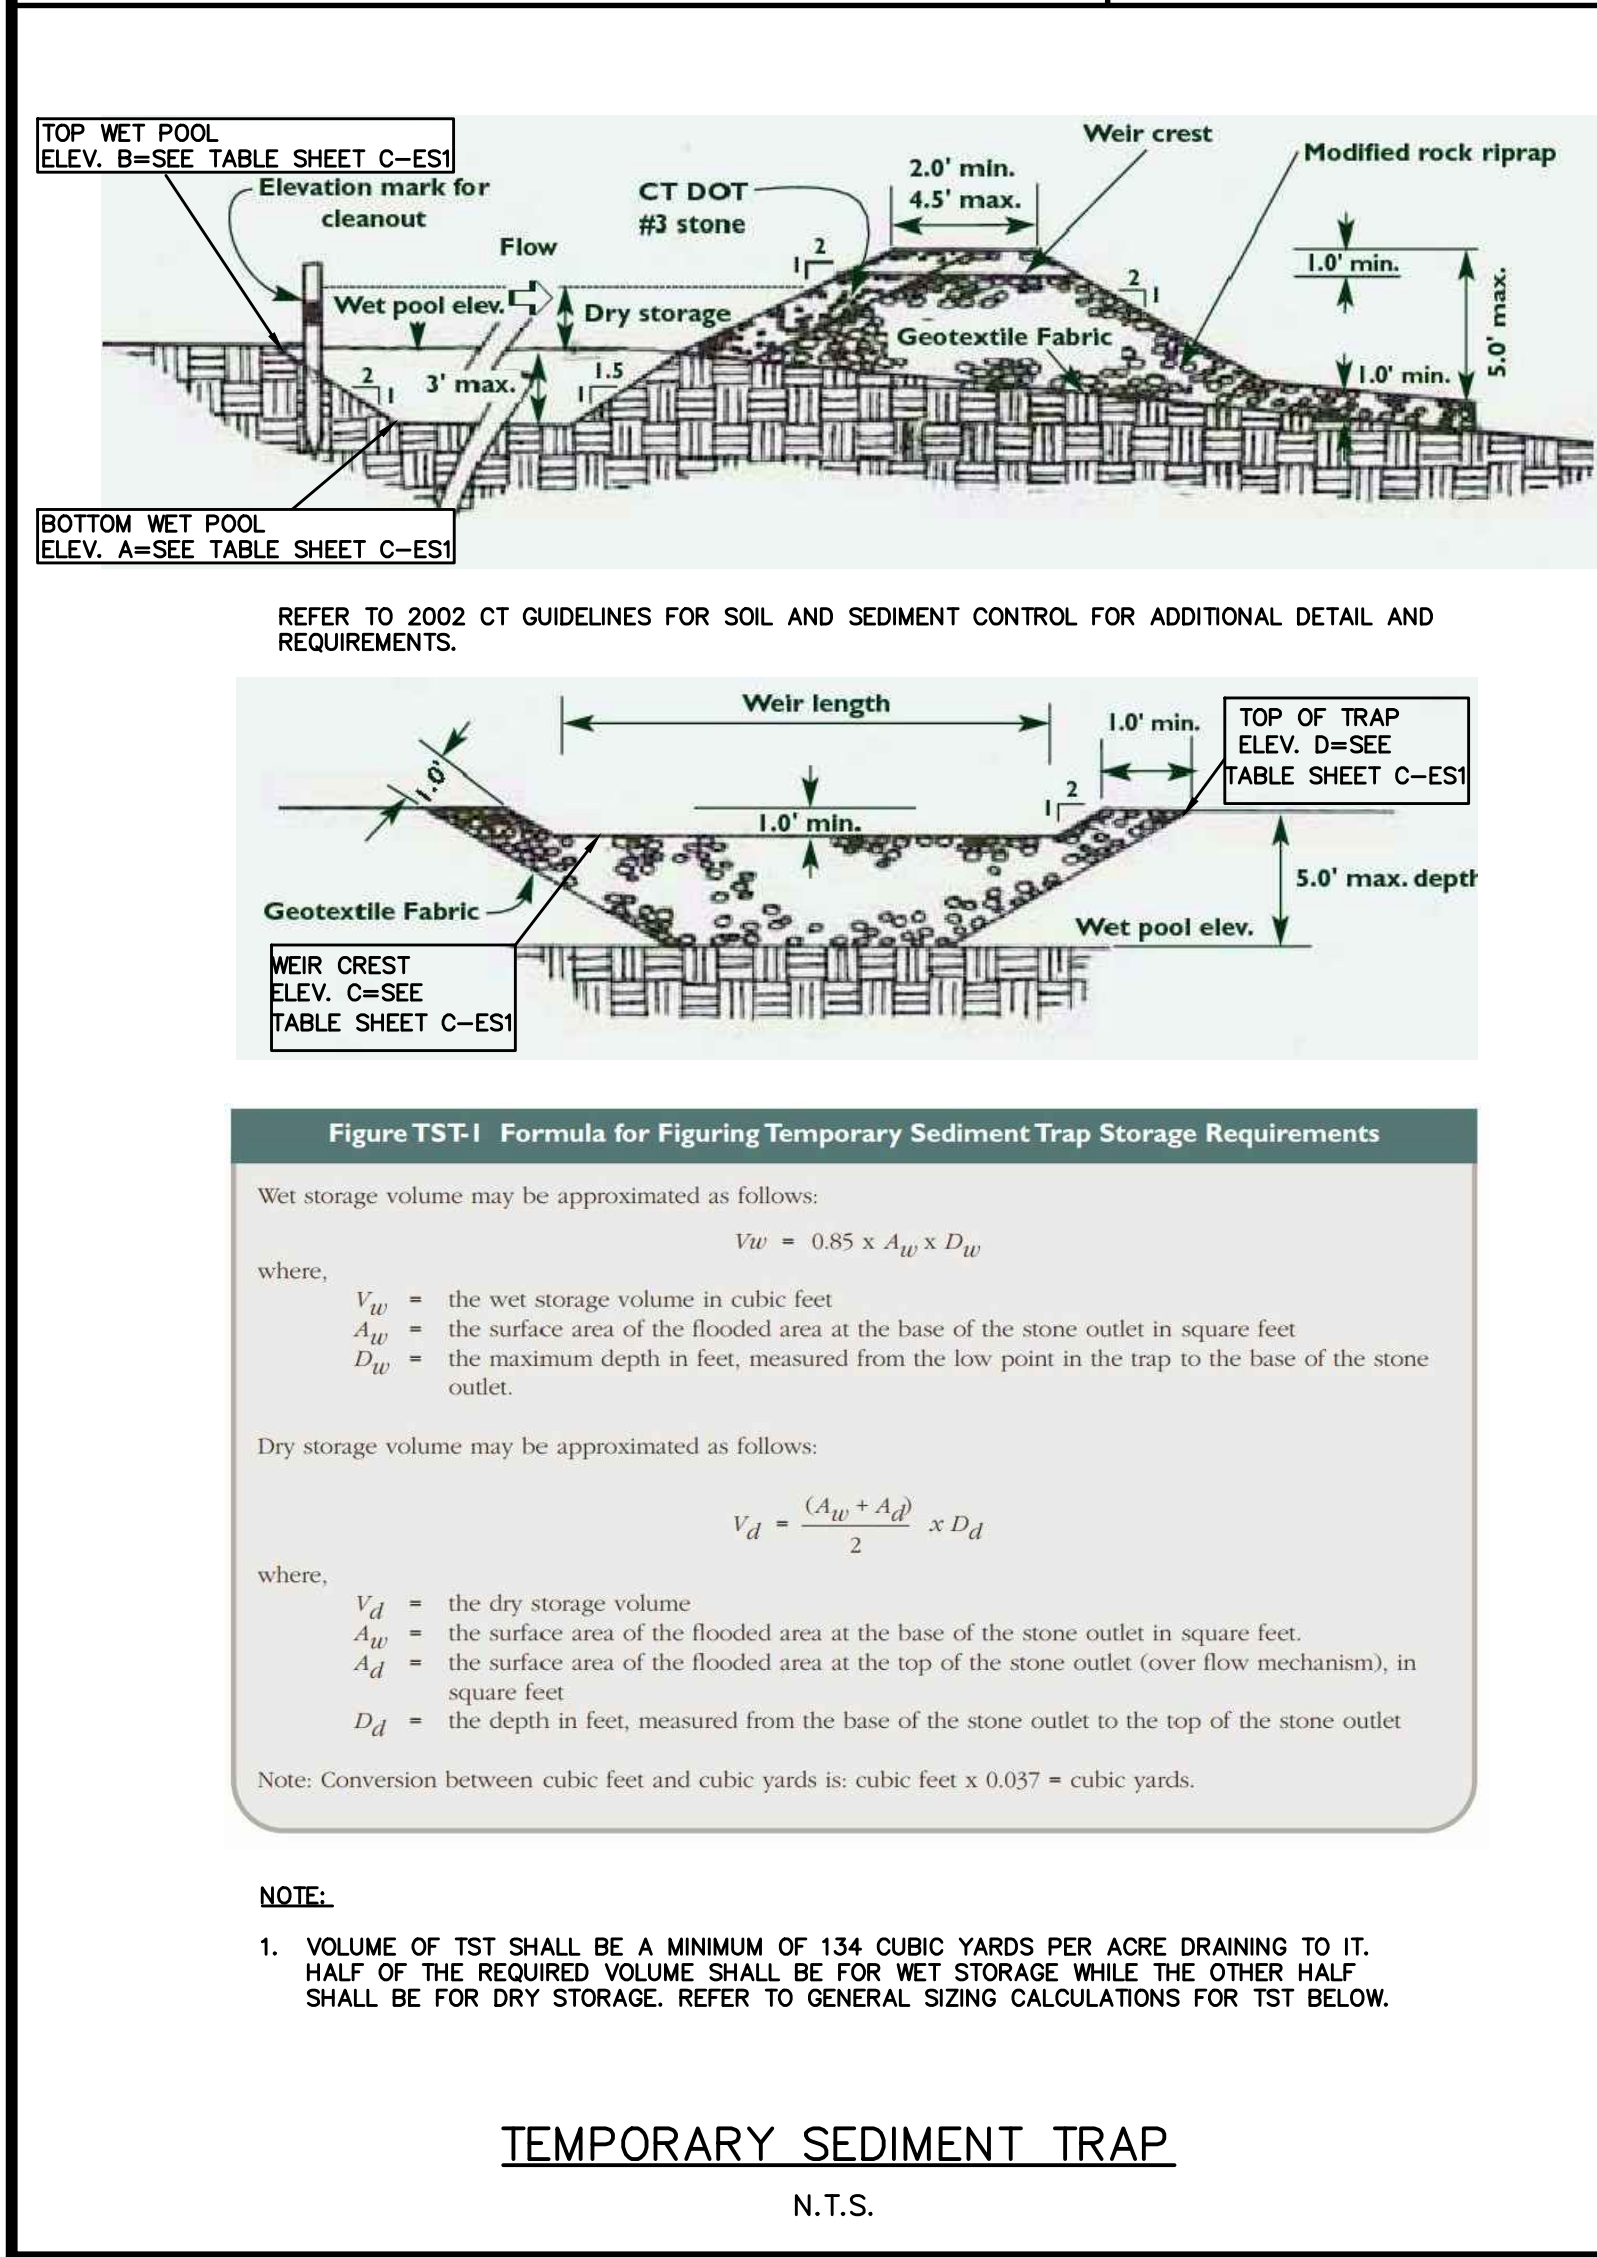 TOP WET POOL
ELEV. B=SEE TABLE SHEET C-ES1
Elevation mark for
cleanout
Flow
CT DOT
#3 stone
2.0' min.
4.5' max.
Weir crest
Modified rock riprap
2
1
Wet pool elev.
Dry storage
2
1
1.0' min.
5.0' max.
Geotextile Fabric
2
1
3' max.
1.5
1
1.0' min.
BOTTOM WET POOL
ELEV. A=SEE TABLE SHEET C-ES1
REFER TO 2002 CT GUIDELINES FOR SOIL AND SEDIMENT CONTROL FOR ADDITIONAL DETAIL AND
REQUIREMENTS.
Weir length
1.0' min.
TOP OF TRAP
ELEV. D=SEE
TABLE SHEET C-ES1
1.0'
2
1
1.0' min.
5.0' max. depth
Geotextile Fabric
Wet pool elev.
WEIR CREST
ELEV. C=SEE
TABLE SHEET C-ES1
Figure TST-1 Formula for Figuring Temporary Sediment Trap Storage Requirements
Wet storage volume may be approximated as follows:
Vw = 0.85 x Aw x Dw
where,
Vw = the wet storage volume in cubic feet
Aw = the surface area of the flooded area at the base of the stone outlet in square feet
Dw = the maximum depth in feet, measured from the low point in the trap to the base of the stone
outlet.
Dry storage volume may be approximated as follows:
Vd = (Aw + Ad) / 2 x Dd
where,
Vd = the dry storage volume
Aw = the surface area of the flooded area at the base of the stone outlet in square feet.
Ad = the surface area of the flooded area at the top of the stone outlet (over flow mechanism), in
square feet
Dd = the depth in feet, measured from the base of the stone outlet to the top of the stone outlet
Note: Conversion between cubic feet and cubic yards is: cubic feet x 0.037 = cubic yards.
NOTE:
1. VOLUME OF TST SHALL BE A MINIMUM OF 134 CUBIC YARDS PER ACRE DRAINING TO IT.
HALF OF THE REQUIRED VOLUME SHALL BE FOR WET STORAGE WHILE THE OTHER HALF
SHALL BE FOR DRY STORAGE. REFER TO GENERAL SIZING CALCULATIONS FOR TST BELOW.
TEMPORARY SEDIMENT TRAP
N.T.S.